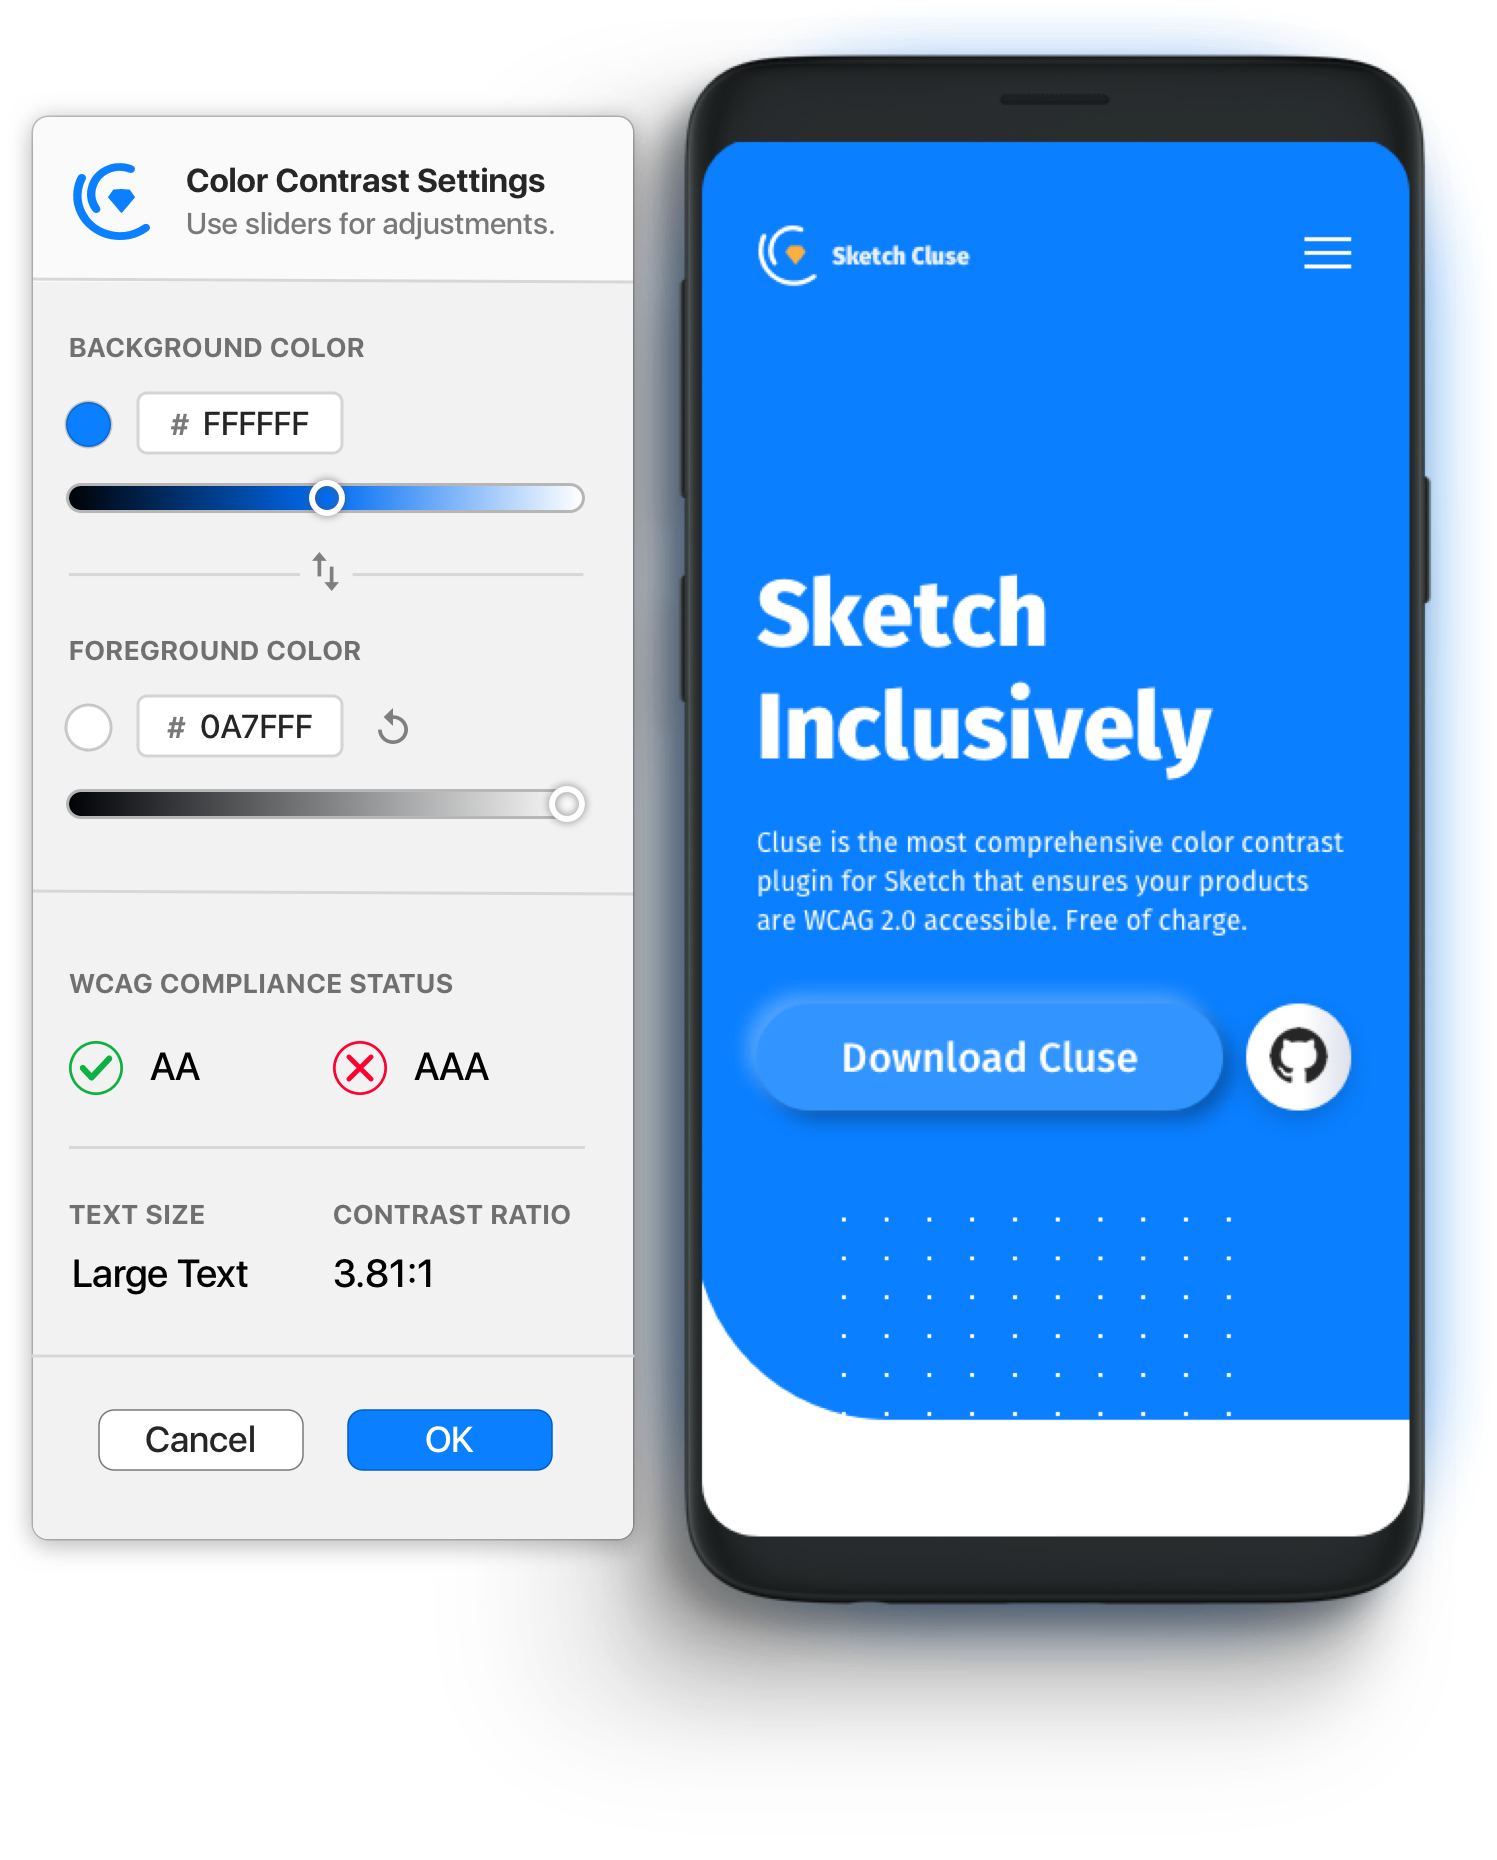 Color Contrast Settings
Use sliders for adjustments.
BACKGROUND COLOR
# FFFFFF
FOREGROUND COLOR
# 0A7FFF
WCAG COMPLIANCE STATUS
AA
AAA
TEXT SIZE
CONTRAST RATIO
Large Text
3.81:1
Cancel
OK
Sketch Cluse
Sketch
Inclusively
Cluse is the most comprehensive color contrast
plugin for Sketch that ensures your products
are WCAG 2.0 accessible. Free of charge.
Download Cluse